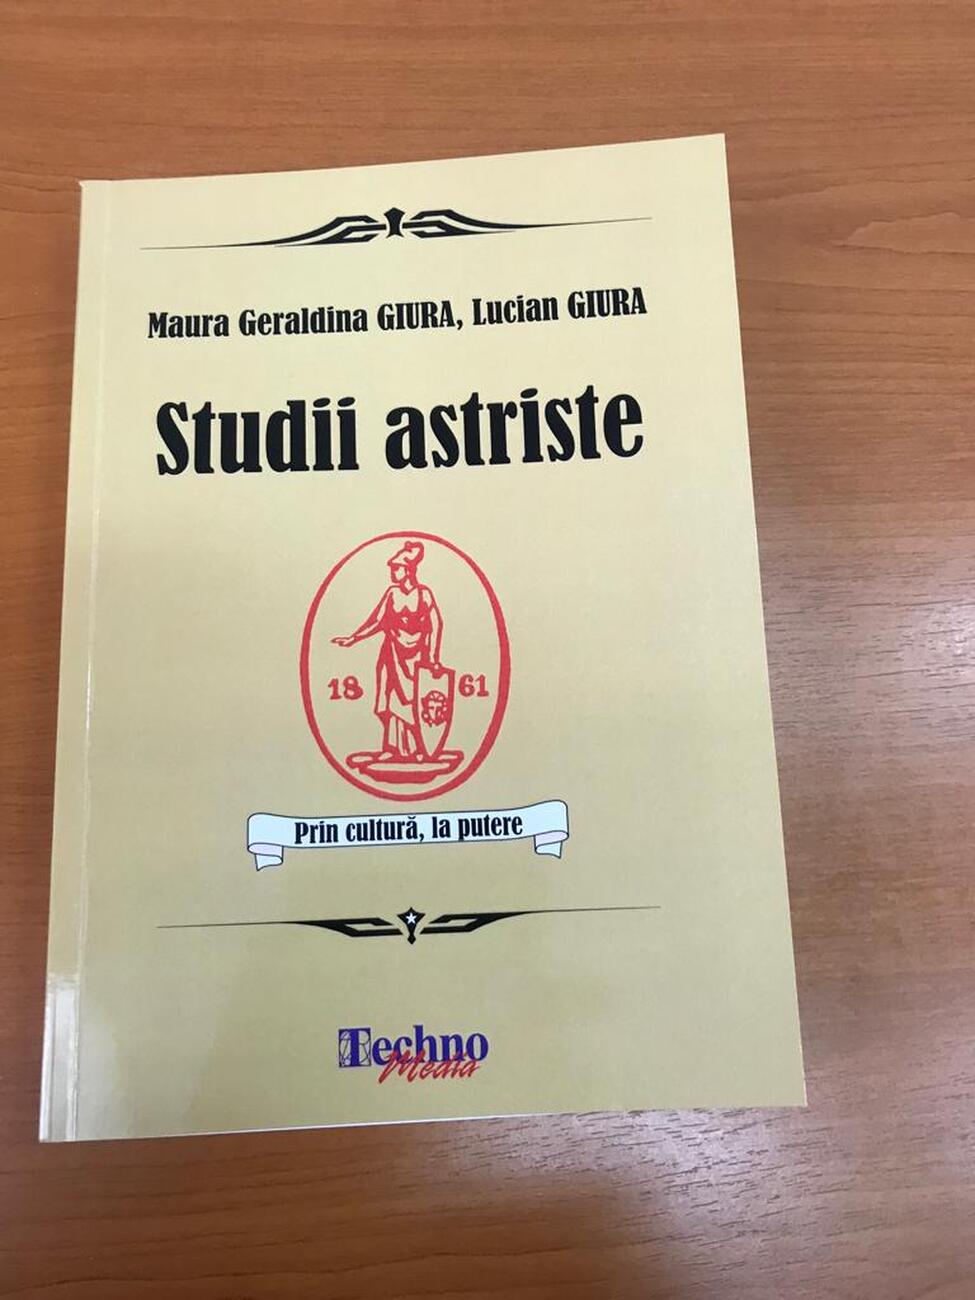 Maura Geraldina GIURA, Lucian GIURA
Studii astriste
18 61
Prin cultură, la putere
Techno
Media